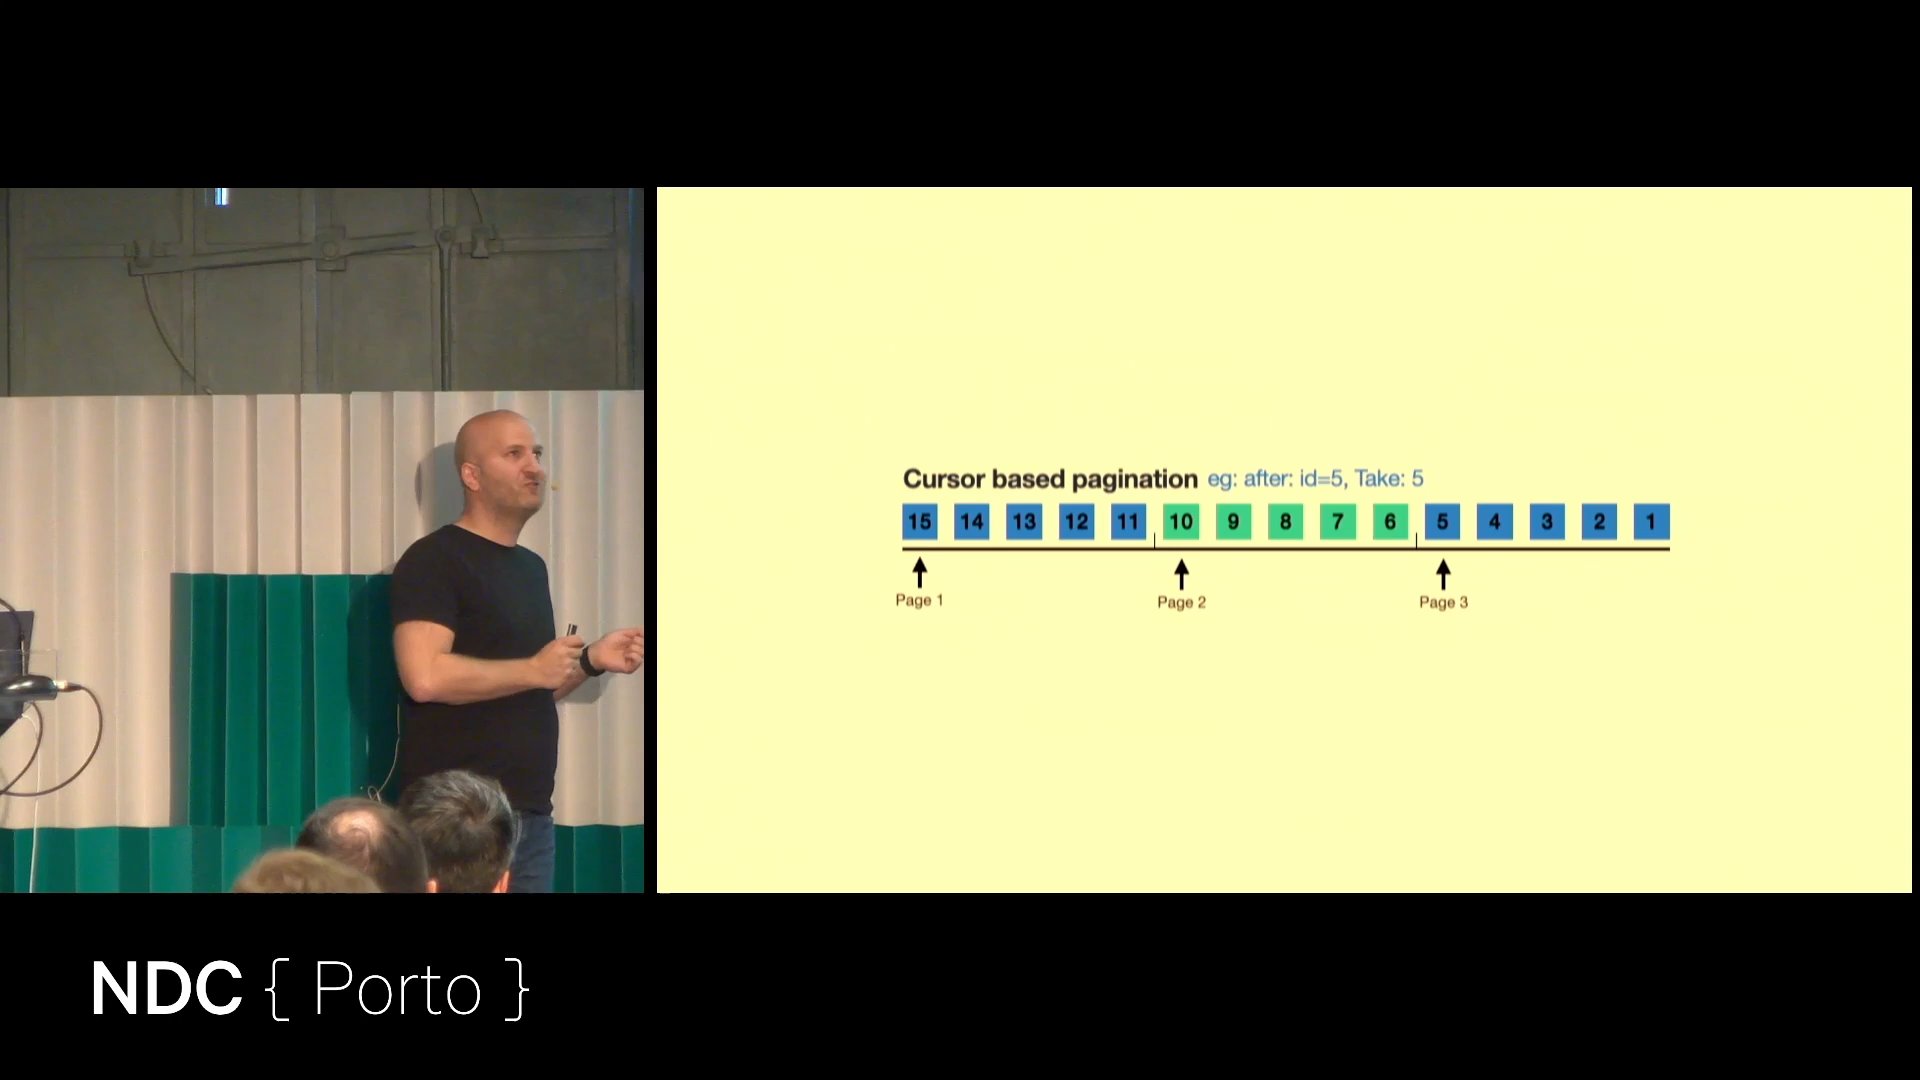 Cursor based pagination eg: after: id=5, Take: 5
15 14 13 12 11 10 9 8 7 6 5 4 3 2 1
Page 1 Page 2 Page 3
NDC { Porto }